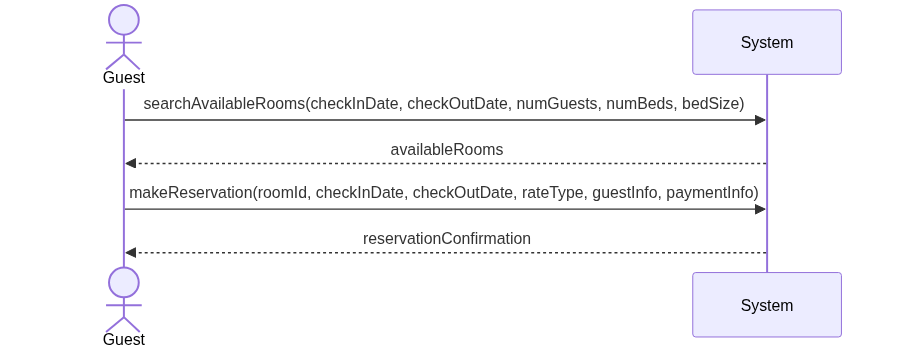 Guest
System
searchAvailableRooms(checkInDate, checkOutDate, numGuests, numBeds, bedSize)
availableRooms
makeReservation(roomId, checkInDate, checkOutDate, rateType, guestInfo, paymentInfo)
reservationConfirmation
Guest
System